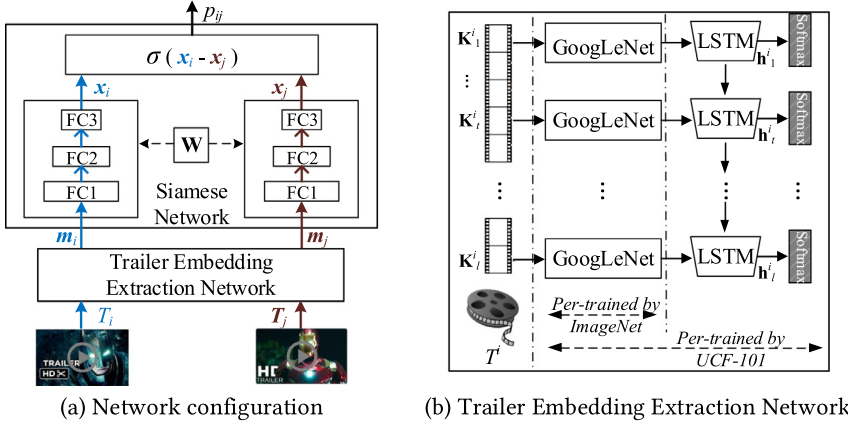 p_ij
σ ( x_i - x_j )
x_i
x_j
FC3
FC2
FC1
W
FC3
FC2
FC1
Siamese
Network
m_i
m_j
Trailer Embedding
Extraction Network
T_i
T_j
TRAILER
HD
HD
TRAILER
(a) Network configuration
K^i_1
GoogLeNet
LSTM
h^i_1
Softmax
⋮
K^i_t
GoogLeNet
LSTM
h^i_t
Softmax
K^i_l
GoogLeNet
LSTM
h^i_l
Softmax
T^i
Per-trained by
ImageNet
Per-trained by
UCF-101
(b) Trailer Embedding Extraction Network